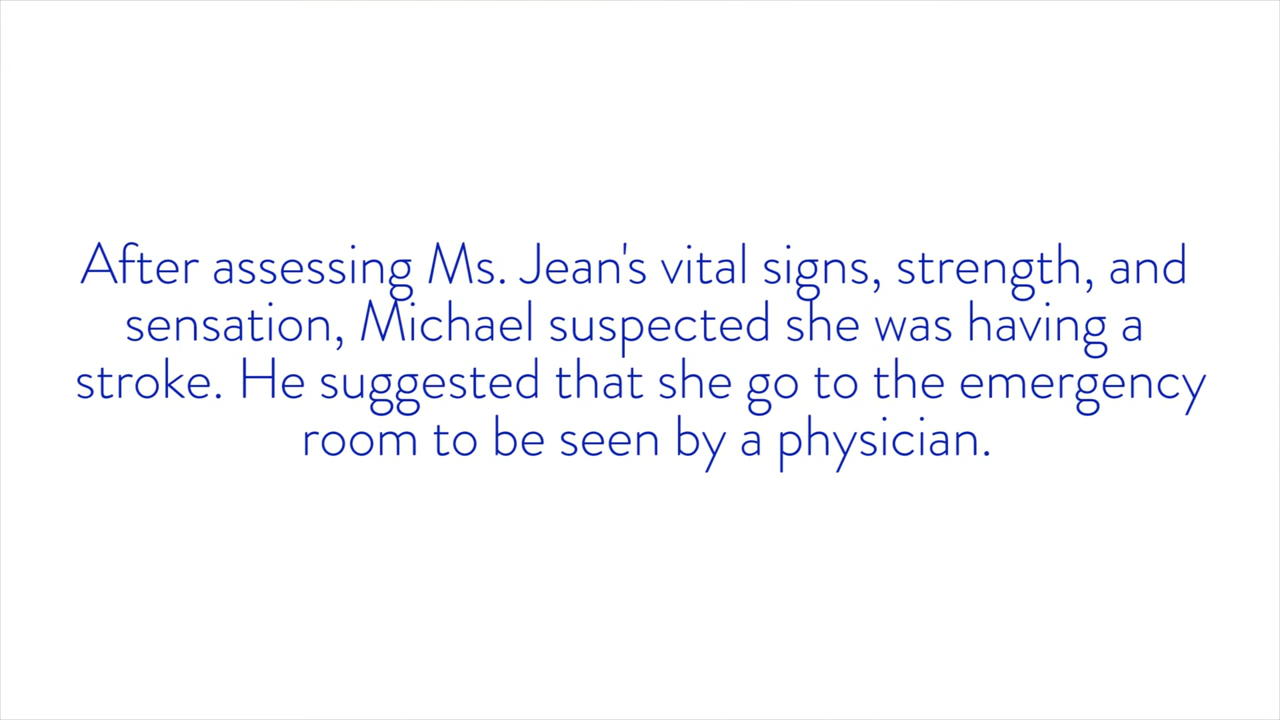 After assessing Ms. Jean's vital signs, strength, and
sensation, Michael suspected she was having a
stroke. He suggested that she go to the emergency
room to be seen by a physician.